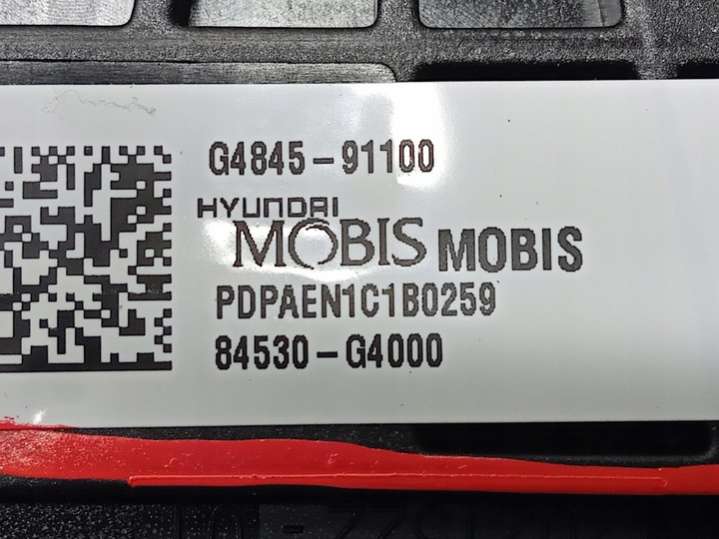 G4845-91100
HYUNDAI
MOBIS MOBIS
PDPAEN1C1B0259
84530-G4000